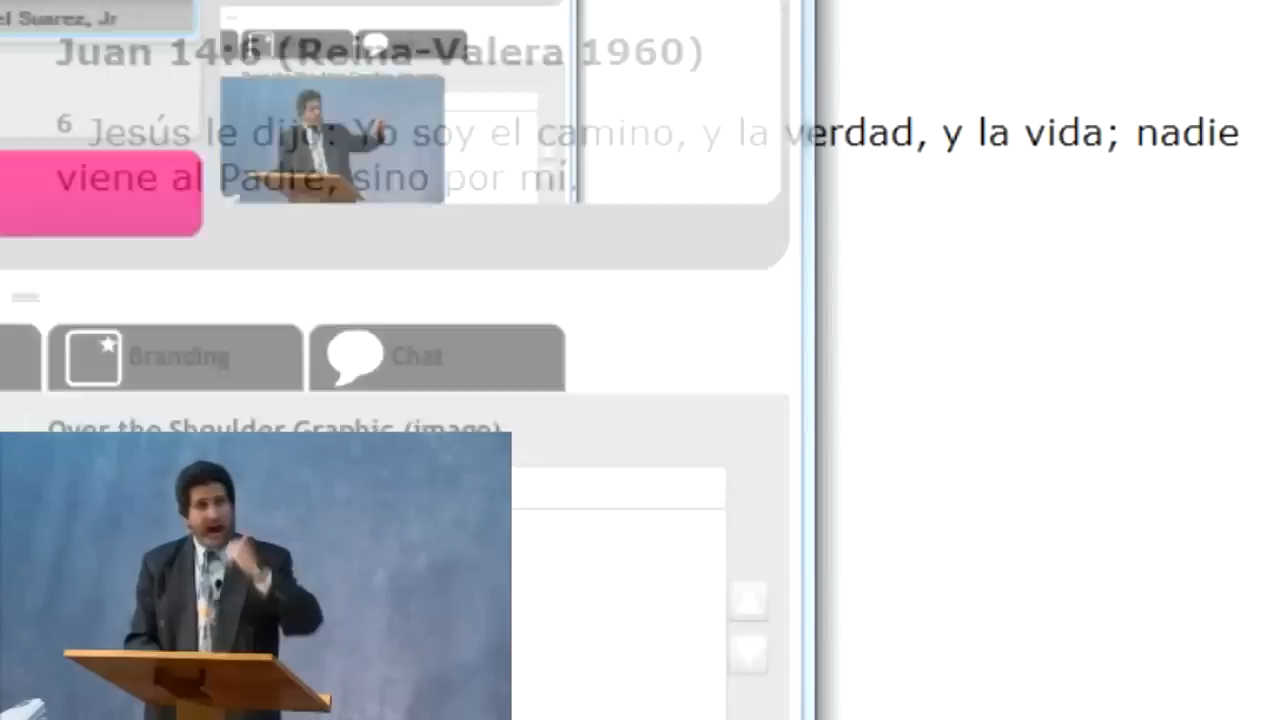 el Suarez, Jr
Juan 14:6 (Reina-Valera 1960)
6 Jesús le dijo: Yo soy el camino, y la verdad, y la vida; nadie
viene al Padre, sino por mí.
Branding
Chat
Over the Shoulder Graphic (image)